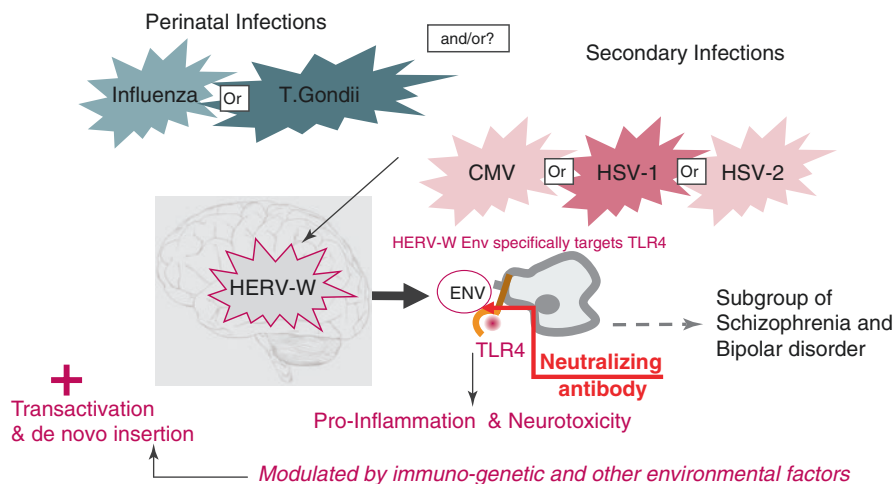 Perinatal Infections
and/or?
Secondary Infections
Influenza
Or
T.Gondii
CMV
Or
HSV-1
Or
HSV-2
HERV-W Env specifically targets TLR4
HERV-W
ENV
TLR4
Neutralizing
antibody
Subgroup of
Schizophrenia and
Bipolar disorder
+
Transactivation
& de novo insertion
Pro-Inflammation & Neurotoxicity
Modulated by immuno-genetic and other environmental factors